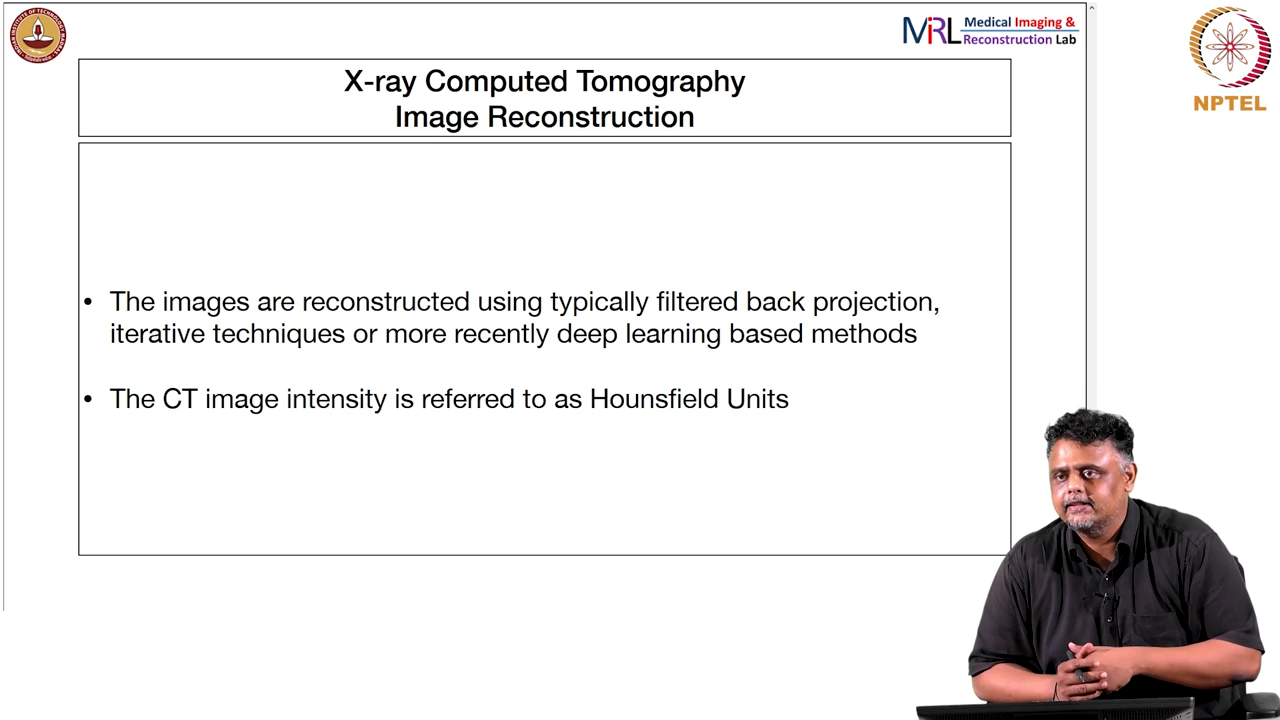 MiRL Medical Imaging &
Reconstruction Lab
NPTEL
X-ray Computed Tomography
Image Reconstruction
• The images are reconstructed using typically filtered back projection,
iterative techniques or more recently deep learning based methods
• The CT image intensity is referred to as Hounsfield Units